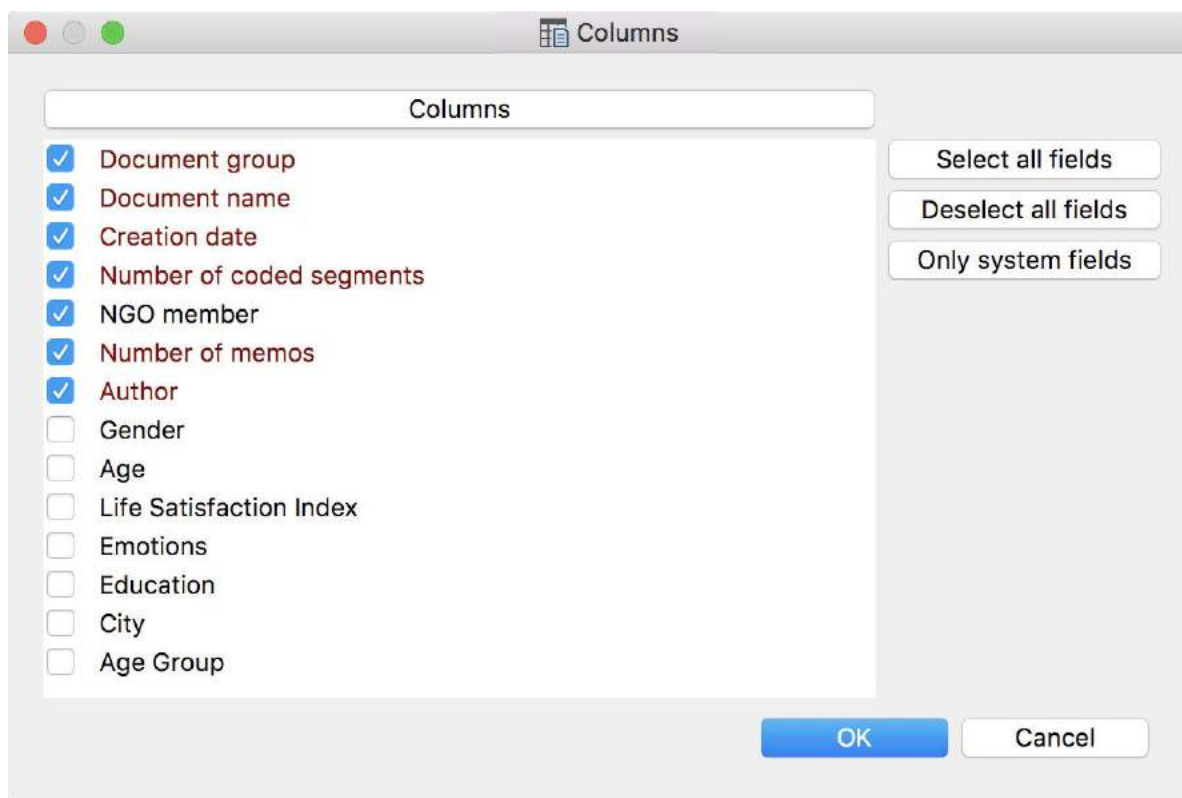 Columns
Columns
Document group
Document name
Creation date
Number of coded segments
NGO member
Number of memos
Author
Gender
Age
Life Satisfaction Index
Emotions
Education
City
Age Group
Select all fields
Deselect all fields
Only system fields
OK
Cancel